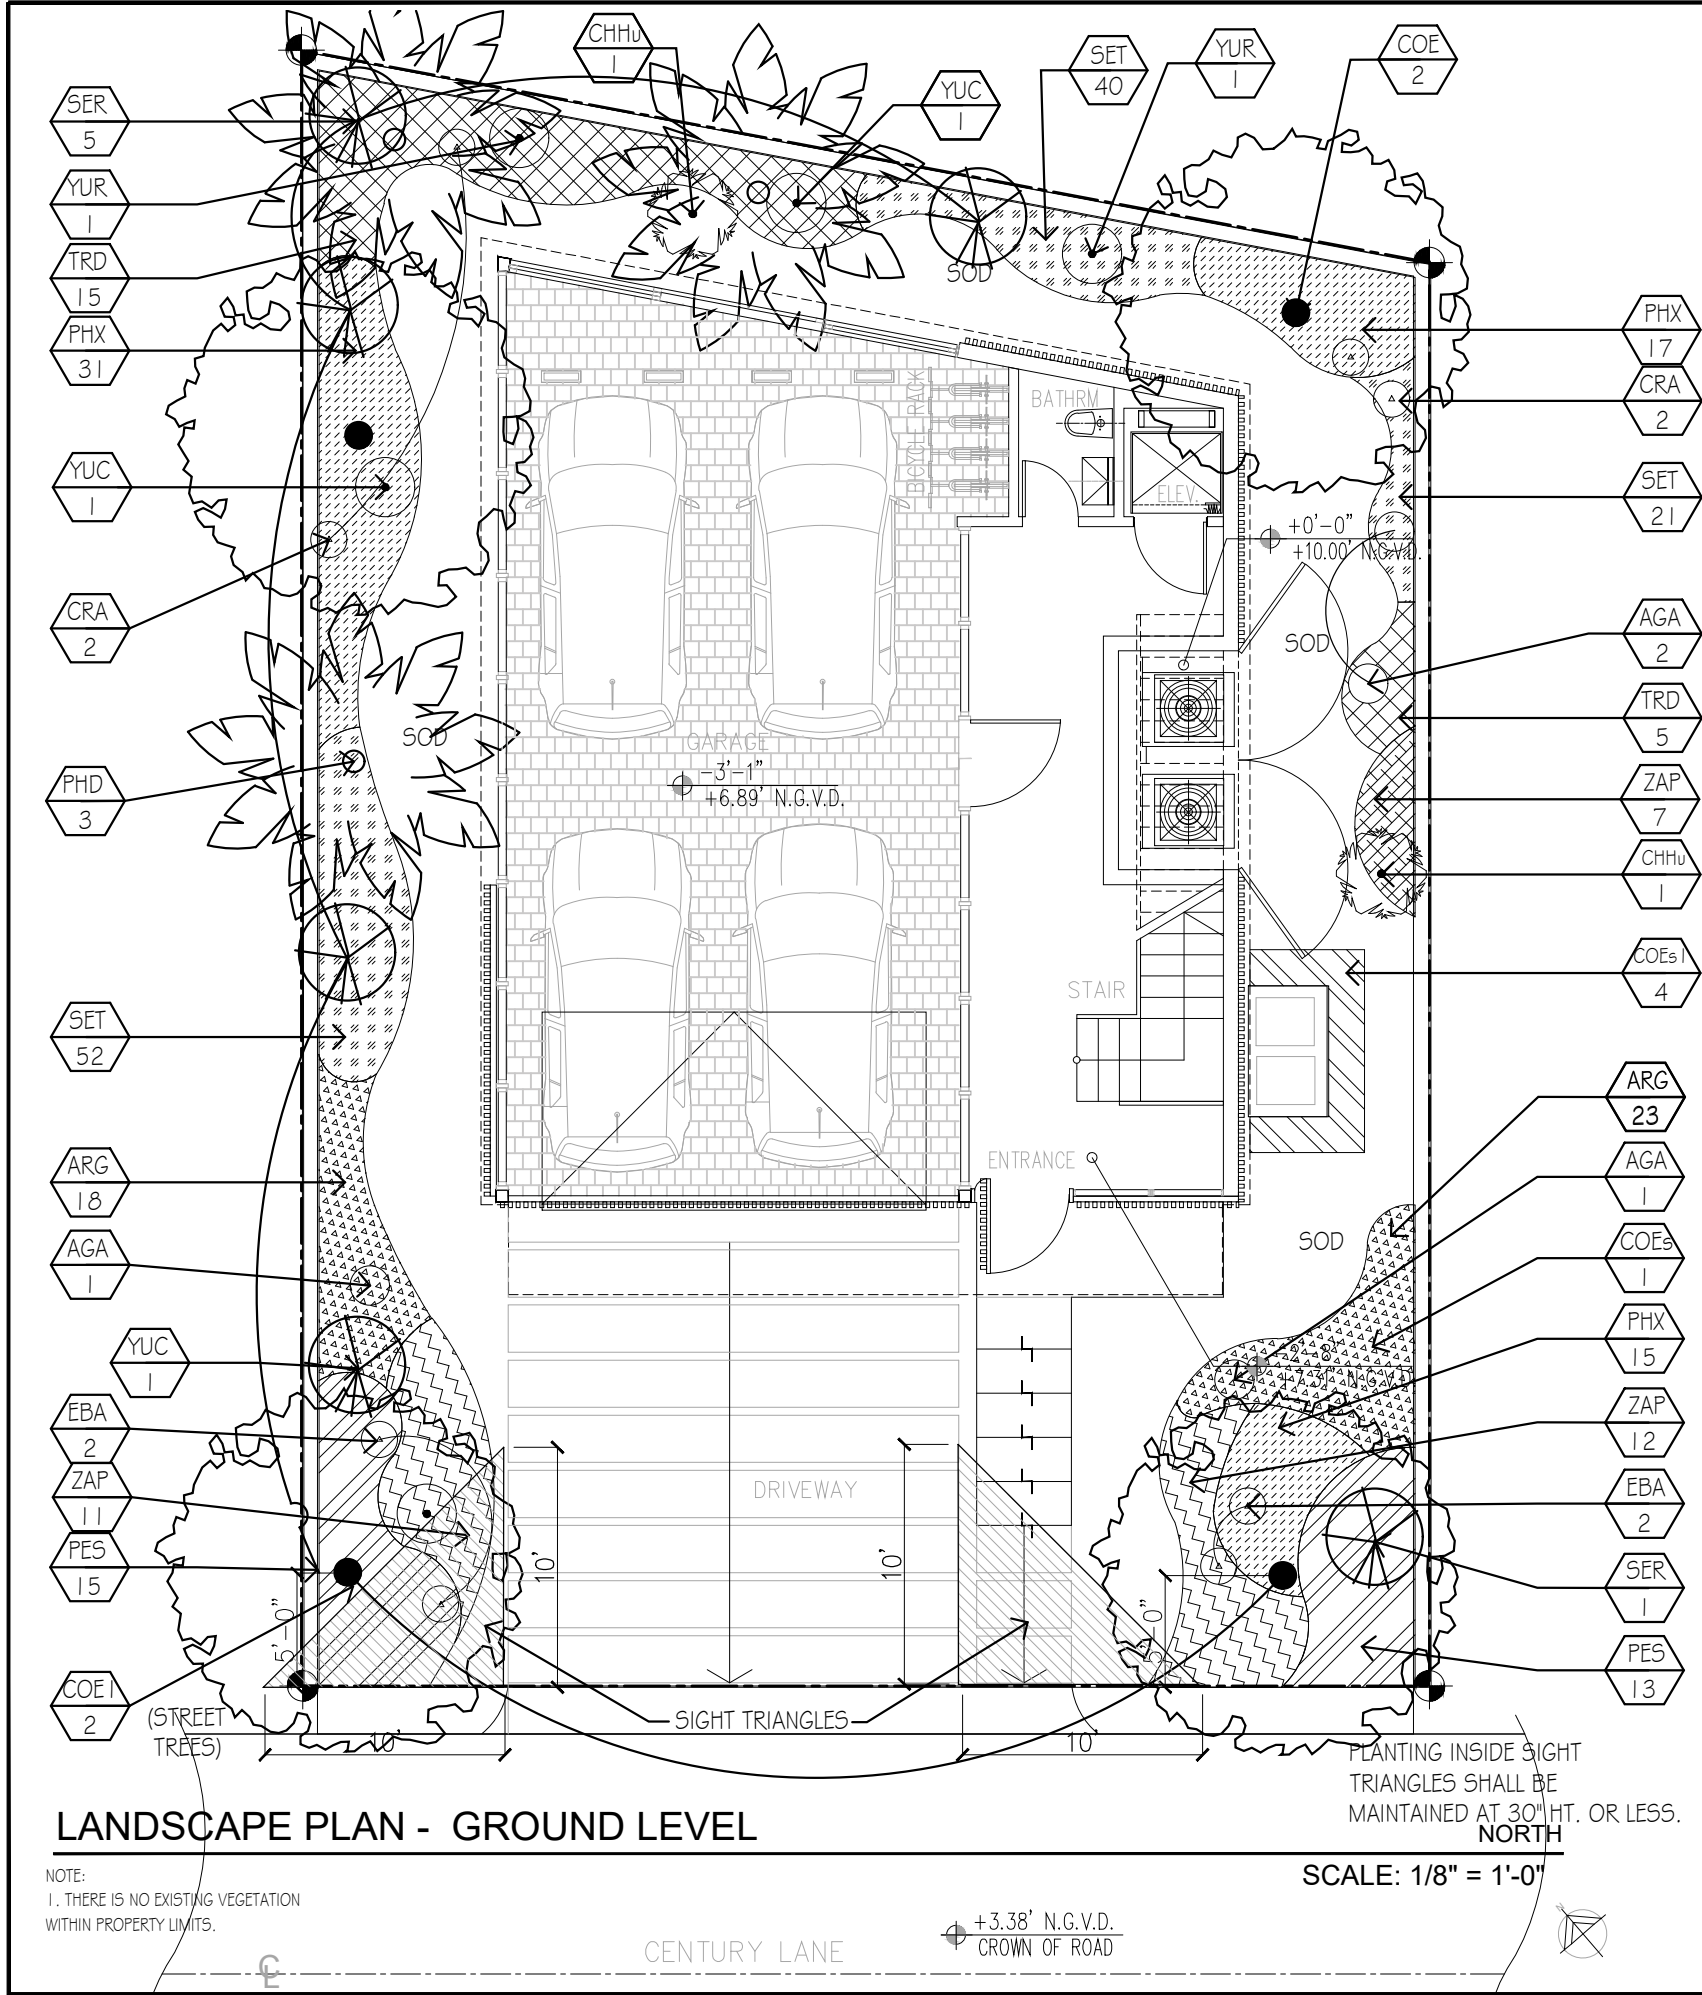 CHHu
1
YUC
1
SET
40
YUR
1
COE
2
SER
5
YUR
1
TRD
15
PHX
31
YUC
1
CRA
2
PHD
3
SET
52
ARG
18
AGA
1
YUC
1
EBA
2
ZAP
11
PES
15
COE1
2
(STREET
TREES)
PHX
17
CRA
2
SET
21
AGA
2
TRD
5
ZAP
7
CHHu
1
COEs1
4
ARG
23
AGA
1
COEs
1
PHX
15
ZAP
12
EBA
2
SER
1
PES
13
SOD
BATHRM
BICYCLE RACK
ELEV.
+0'-0"
+10.00' N.G.V.D.
SOD
SOD
GARAGE
-3'-1"
+6.89' N.G.V.D.
STAIR
ENTRANCE
SOD
DRIVEWAY
10'
10'
5'-0"
5'-0"
SIGHT TRIANGLES
10'
10'
PLANTING INSIDE SIGHT
TRIANGLES SHALL BE
MAINTAINED AT 30" HT. OR LESS.
LANDSCAPE PLAN - GROUND LEVEL
NORTH
SCALE: 1/8" = 1'-0"
NOTE:
1. THERE IS NO EXISTING VEGETATION
WITHIN PROPERTY LIMITS.
+3.38' N.G.V.D.
CROWN OF ROAD
CENTURY LANE
CL